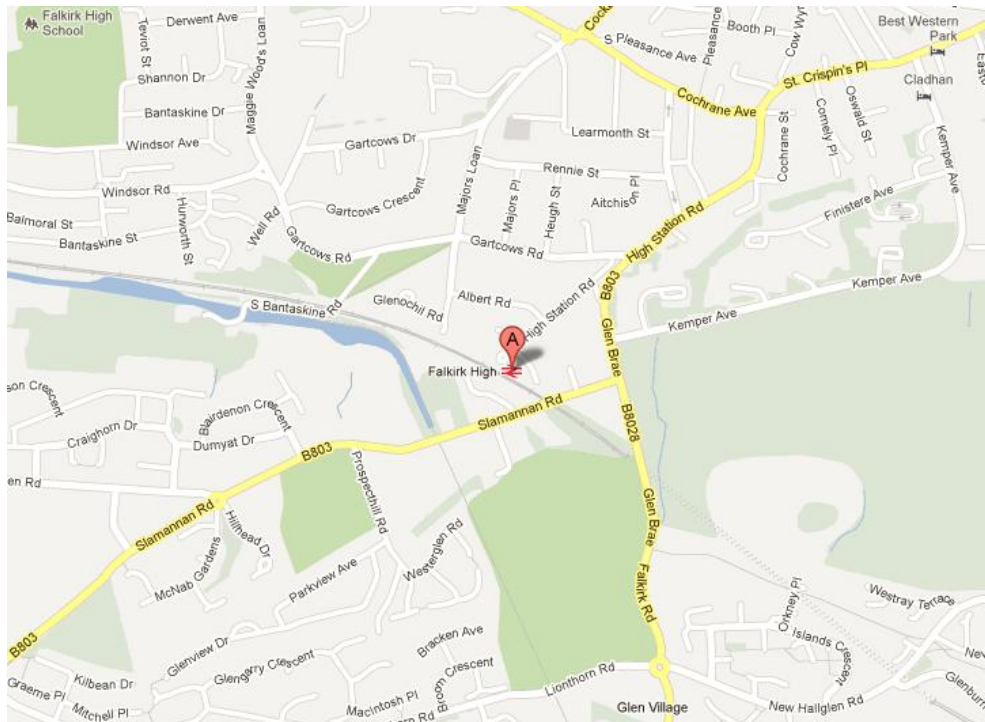 Falkirk High
School
Teviot St
Derwent Ave
Maggie Wood's Loan
Shannon Dr
Bantaskine Dr
Windsor Ave
Windsor Rd
Balmoral St
Bantaskine St
Hurworth St
Well Rd
Gartcows Rd
Gartcows Dr
Gartcows Crescent
Majors Loan
S Pleasance Ave
Pleasance
Booth Pl
Cow Wyn
Best Western
Park
Cladhan
St. Crispin's Pl
Cochrane Ave
Learmonth St
Rennie St
Majors Pl
Heugh St
Aitchison Pl
Cochrane St
Comely Pl
Oswald St
Kemper Ave
Finistere Ave
Gartcows Rd
High Station Rd
B803
S Bantaskine Rd
Glenochil Rd
Albert Rd
High Station Rd
Glen Brae
Kemper Ave
A
Falkirk High
Slamannan Rd
B8028
son Crescent
Blairdenon Crescent
Craighorn Dr
Dumyat Dr
B803
en Rd
Slamannan Rd
Hillhead Dr
McNab Gardens
Prospecthill Rd
Westerglen Rd
Parkview Ave
Glen Brae
Falkirk Rd
Orkney Pl
Westray Terrace
Islands Crescent
B803
Glenview Dr
Glengarry Crescent
Bracken Ave
Broom Crescent
Kilbean Dr
Graeme Pl
Mitchell Pl
MacIntosh Pl
Lionthorn Rd
Glen Village
New Hallglen Rd
Glenburn